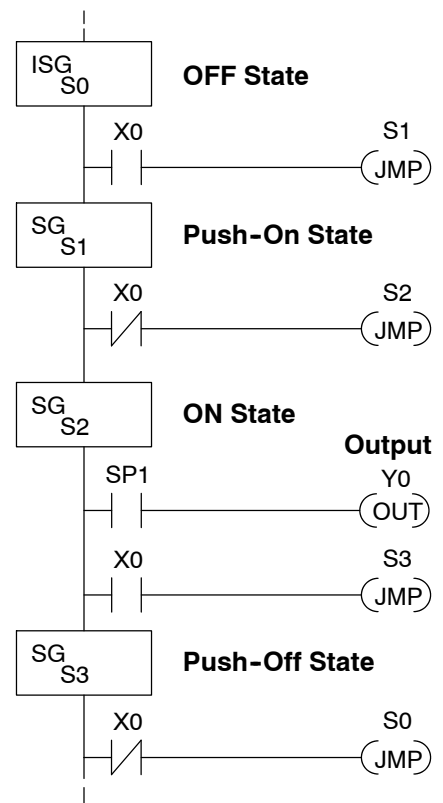 ISG
S0
OFF State
X0
S1
JMP
SG
S1
Push-On State
X0
S2
JMP
SG
S2
ON State
Output
SP1
Y0
OUT
X0
S3
JMP
SG
S3
Push-Off State
X0
S0
JMP